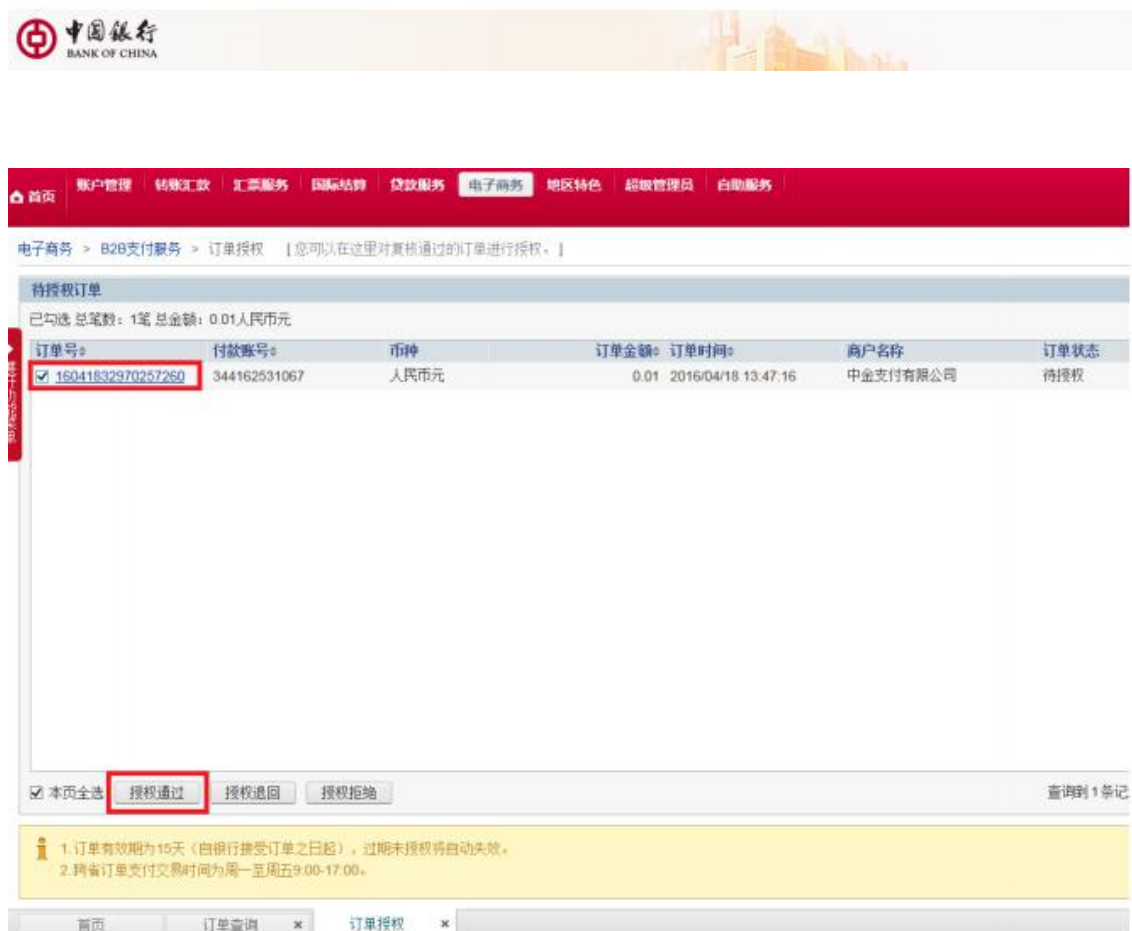 中国银行
BANK OF CHINA
首页 账户管理 转账汇款 汇票服务 国际结算 贷款服务 电子商务 地区特色 超级管理员 自助服务
电子商务 > B2B支付服务 > 订单授权 [您可以在这里对复核通过的订单进行授权。]
待授权订单
已勾选 总笔数：1笔 总金额：0.01人民币元
订单号 付款账号 币种 订单金额 订单时间 商户名称 订单状态
16041832970257260 344162531067 人民币元 0.01 2016/04/18 13:47:16 中金支付有限公司 待授权
本页全选 授权通过 授权退回 授权拒绝 查询到1条记
1.订单有效期为15天（自银行接受订单之日起），过期未授权将自动失效。
2.跨省订单支付交易时间为周一至周五9:00-17:00。
首页 订单查询 × 订单授权 ×